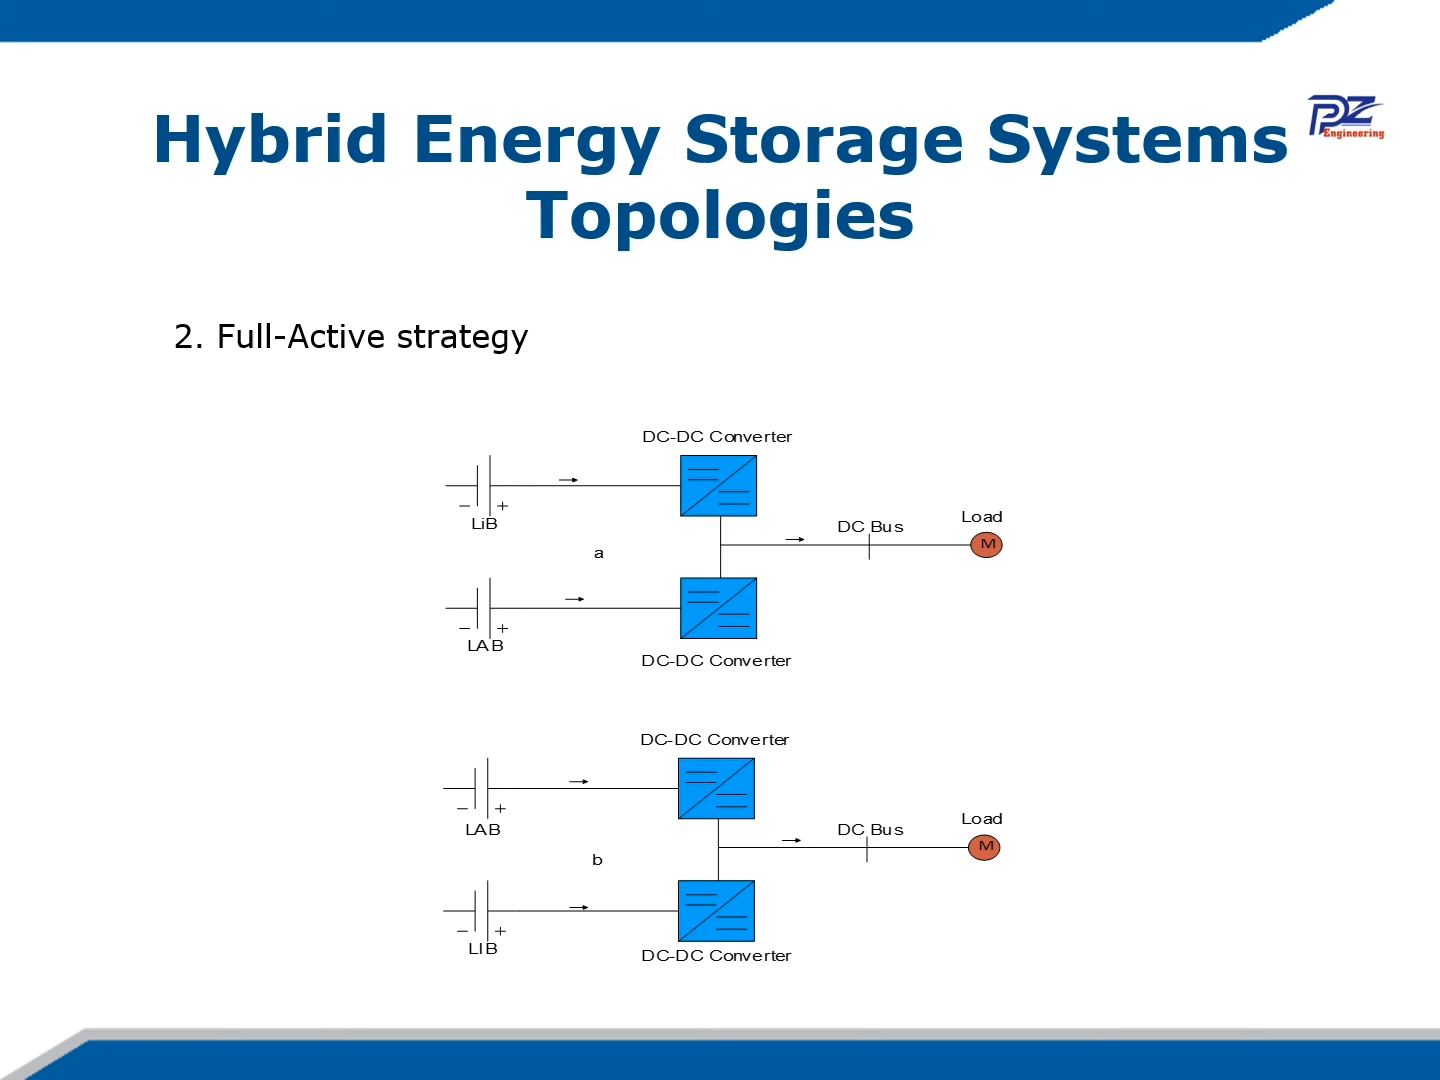 Hybrid Energy Storage Systems
Topologies
PZ
Engineering
2. Full-Active strategy
DC-DC Converter
− +
LiB
a
DC Bus
Load
M
− +
LAB
DC-DC Converter
DC-DC Converter
− +
LAB
b
DC Bus
Load
M
− +
LIB
DC-DC Converter